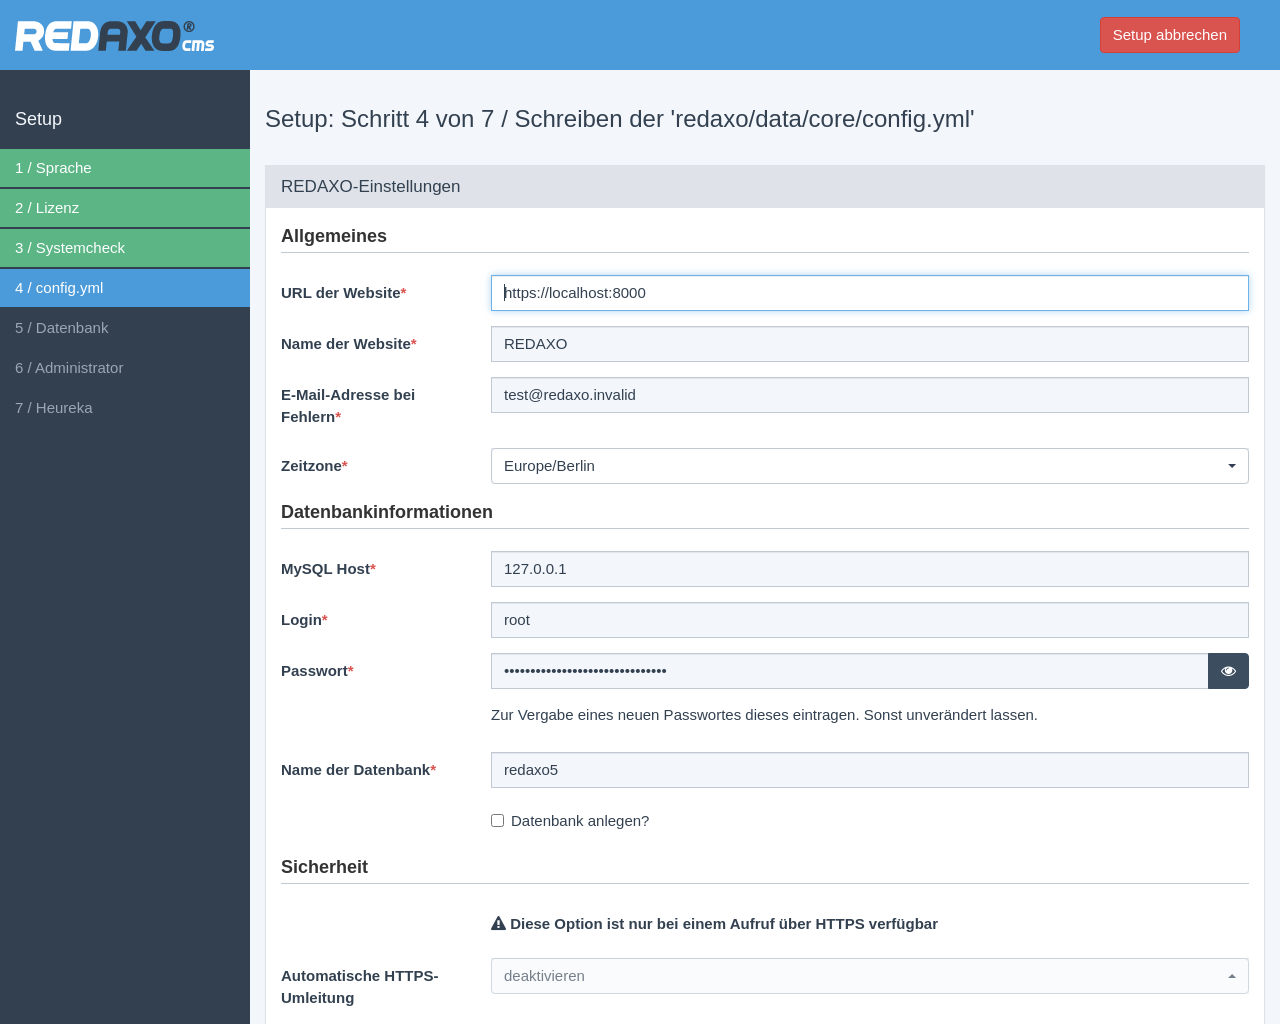 REDAXO® cms
Setup abbrechen
Setup
1 / Sprache
2 / Lizenz
3 / Systemcheck
4 / config.yml
5 / Datenbank
6 / Administrator
7 / Heureka
Setup: Schritt 4 von 7 / Schreiben der 'redaxo/data/core/config.yml'
REDAXO-Einstellungen
Allgemeines
URL der Website*
https://localhost:8000
Name der Website*
REDAXO
E-Mail-Adresse bei
Fehlern*
test@redaxo.invalid
Zeitzone*
Europe/Berlin
Datenbankinformationen
MySQL Host*
127.0.0.1
Login*
root
Passwort*
•••••••••••••••••••••••••••••••
Zur Vergabe eines neuen Passwortes dieses eintragen. Sonst unverändert lassen.
Name der Datenbank*
redaxo5
Datenbank anlegen?
Sicherheit
Diese Option ist nur bei einem Aufruf über HTTPS verfügbar
Automatische HTTPS-
Umleitung
deaktivieren